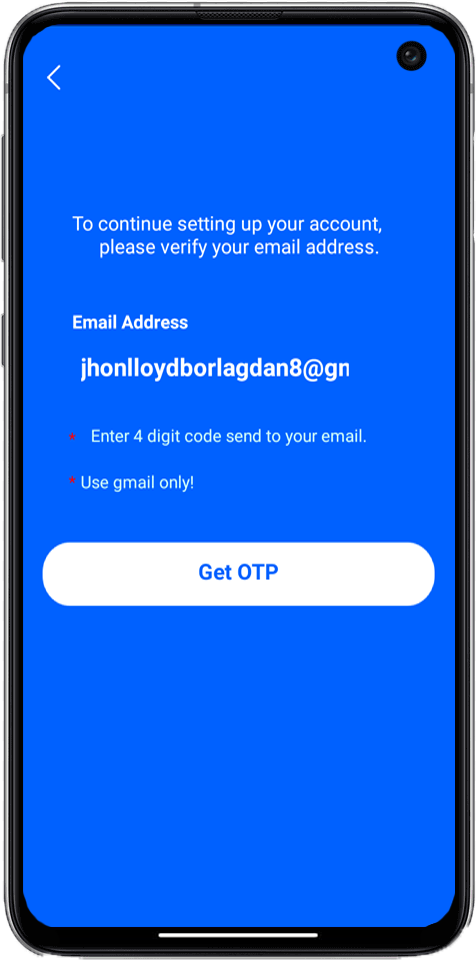 To continue setting up your account,
please verify your email address.
Email Address
jhonlloydborlagdan8@gn
* Enter 4 digit code send to your email.
* Use gmail only!
Get OTP